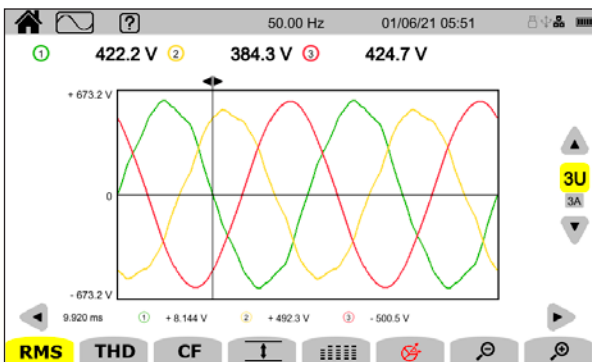 ? 50.00 Hz 01/06/21 05:51
1 422.2 V 2 384.3 V 3 424.7 V
+ 673.2 V
0
- 673.2 V
3U
3A
9.920 ms 1 + 8.144 V 2 + 492.3 V 3 - 500.5 V
RMS THD CF